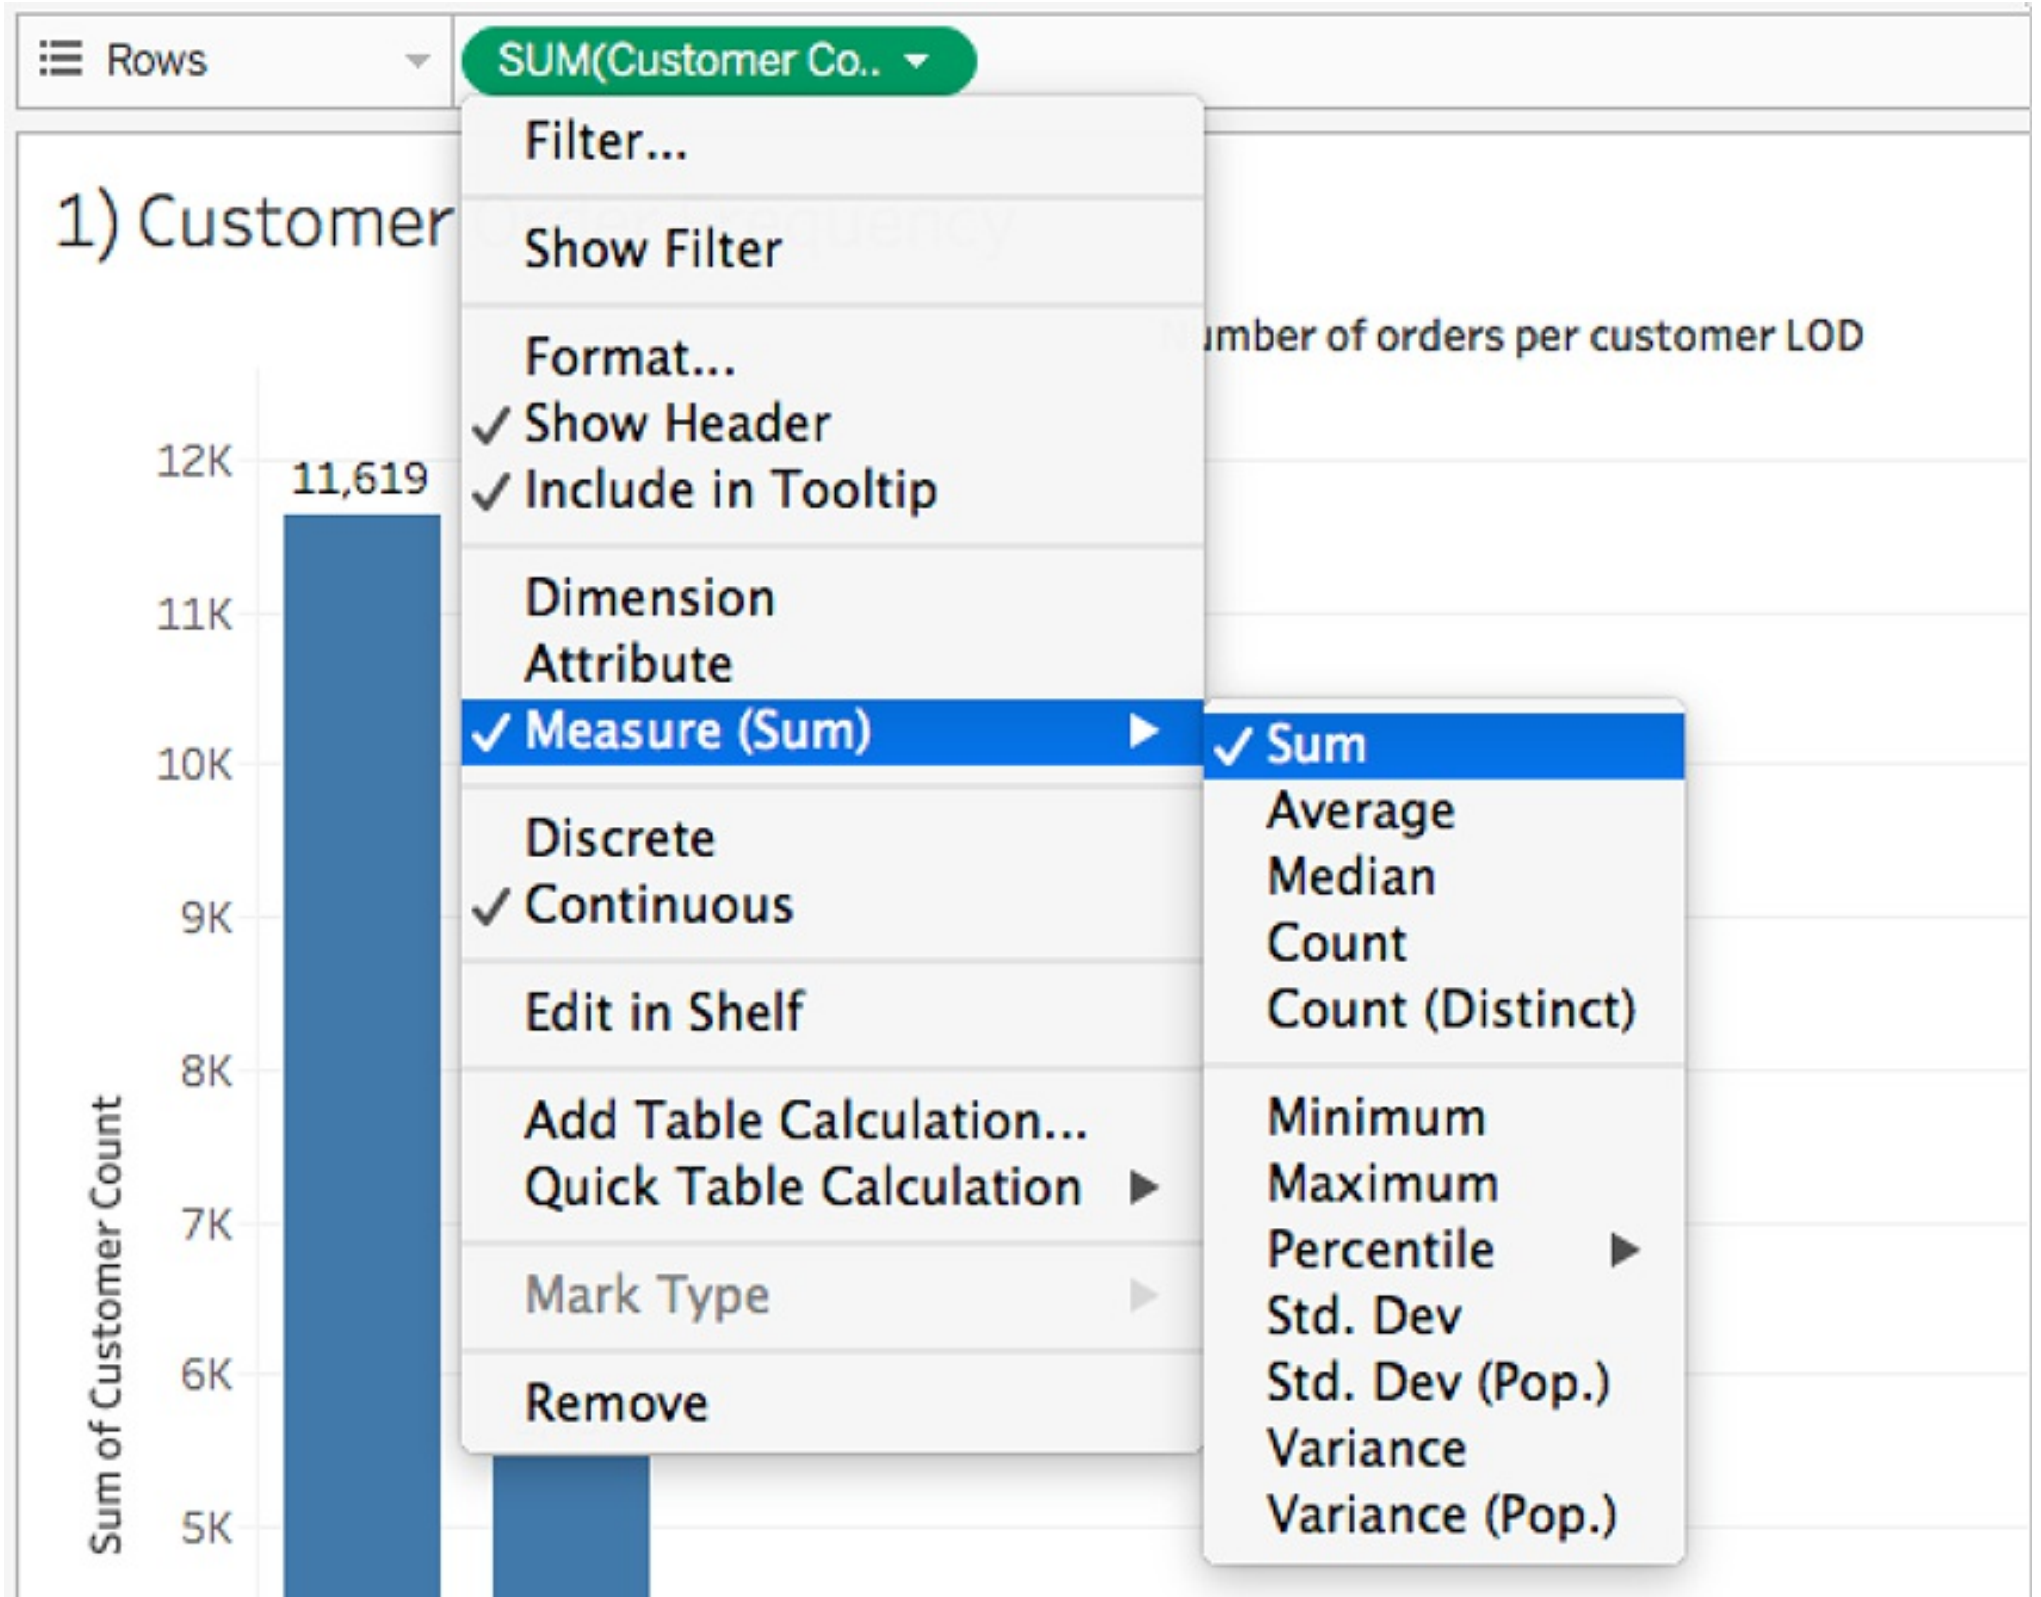 Rows
SUM(Customer Co..
Filter...
1) Customer Order Frequency
Show Filter
Number of orders per customer LOD
Format...
Show Header
Include in Tooltip
12K
11,619
Dimension
11K
Attribute
Measure (Sum)
Sum
10K
Average
Discrete
Median
Continuous
9K
Count
Edit in Shelf
Count (Distinct)
8K
Add Table Calculation...
Minimum
Quick Table Calculation
Maximum
7K
Percentile
Mark Type
Std. Dev
6K
Std. Dev (Pop.)
Remove
Variance
5K
Variance (Pop.)
Sum of Customer Count